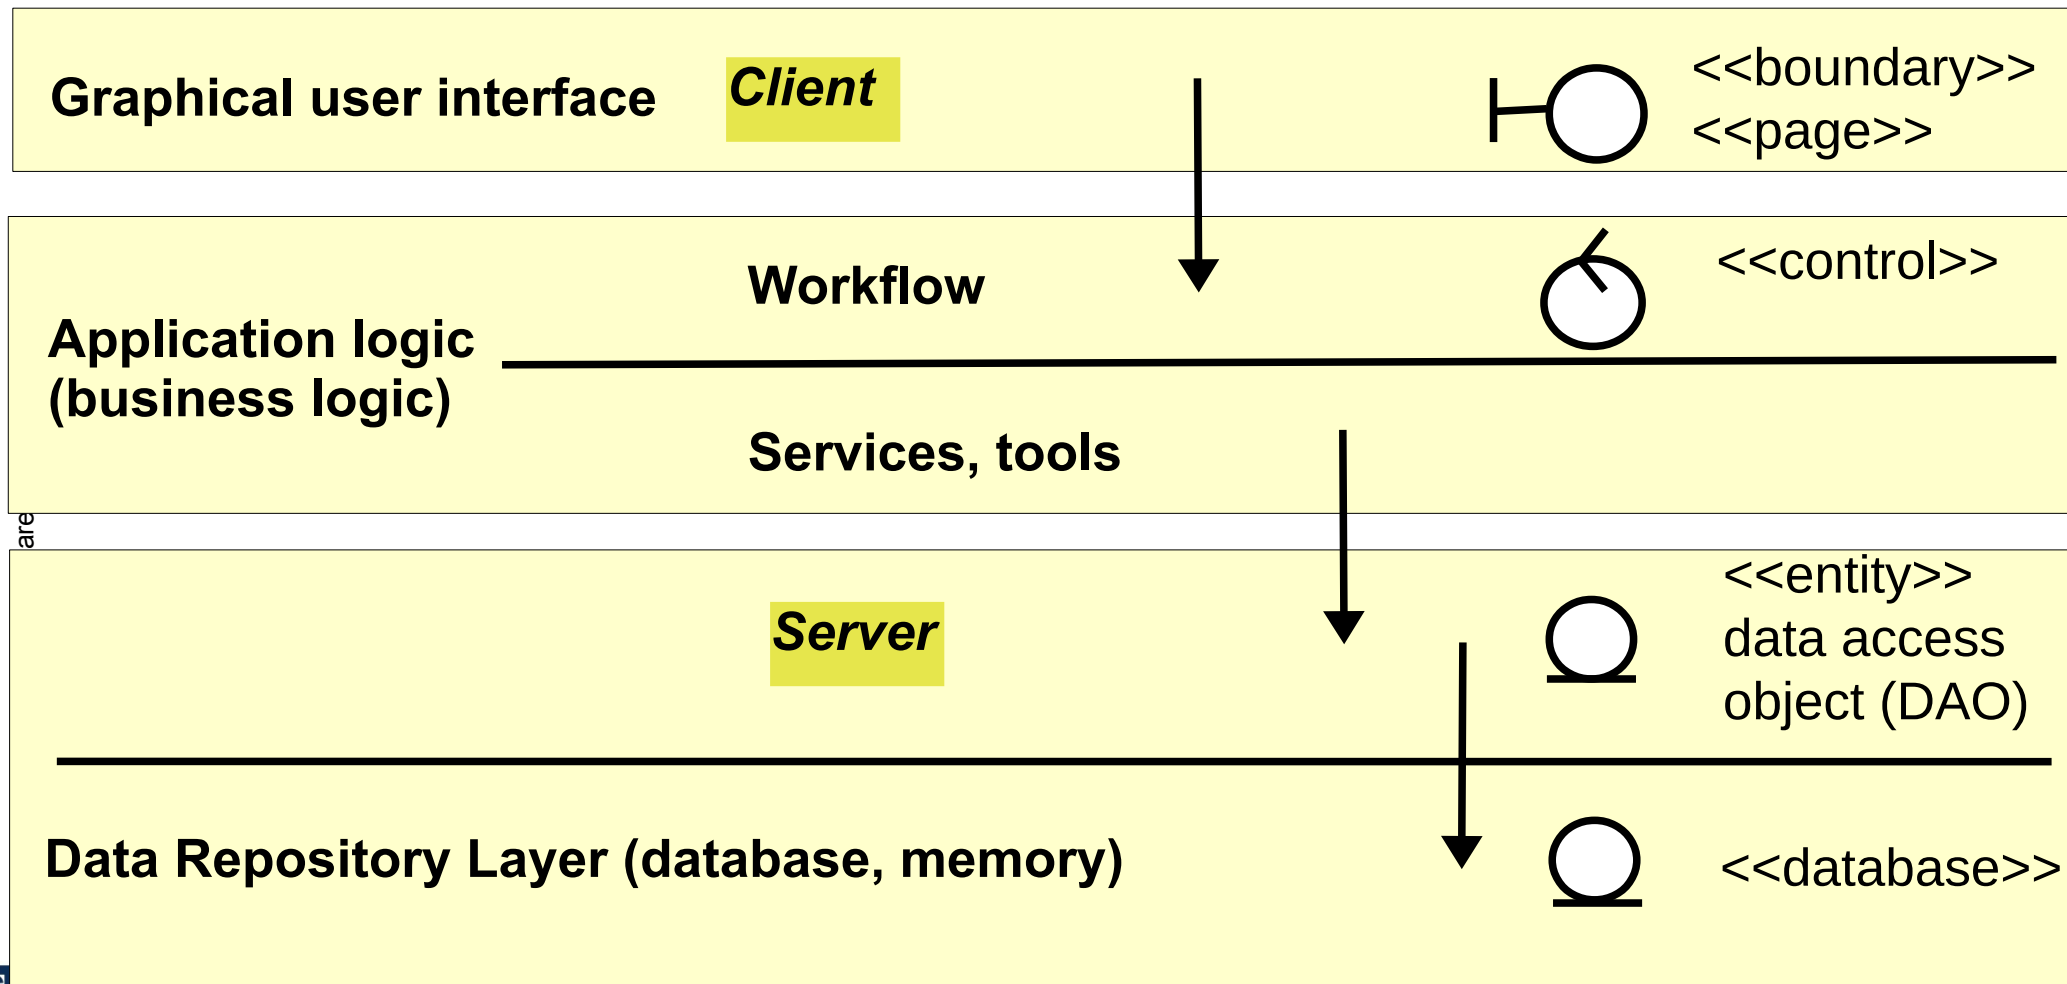 Graphical user interface
Client
<<boundary>>
<<page>>
Workflow
<<control>>
Application logic
(business logic)
Services, tools
are
<<entity>>
data access
object (DAO)
Server
Data Repository Layer (database, memory)
<<database>>